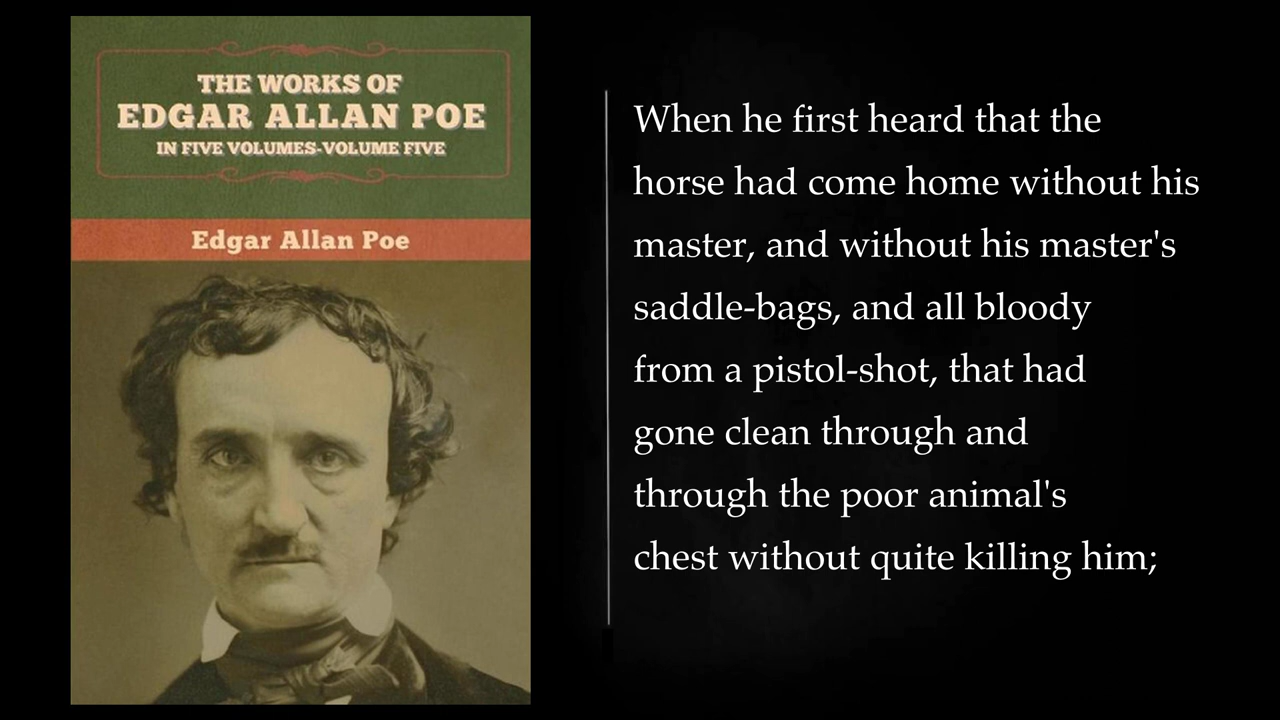 THE WORKS OF
EDGAR ALLAN POE
IN FIVE VOLUMES-VOLUME FIVE
Edgar Allan Poe
When he first heard that the
horse had come home without his
master, and without his master's
saddle-bags, and all bloody
from a pistol-shot, that had
gone clean through and
through the poor animal's
chest without quite killing him;